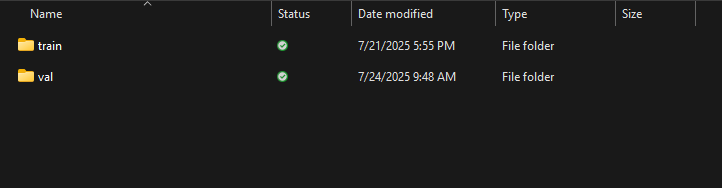 Name Status Date modified Type Size
train 7/21/2025 5:55 PM File folder
val 7/24/2025 9:48 AM File folder